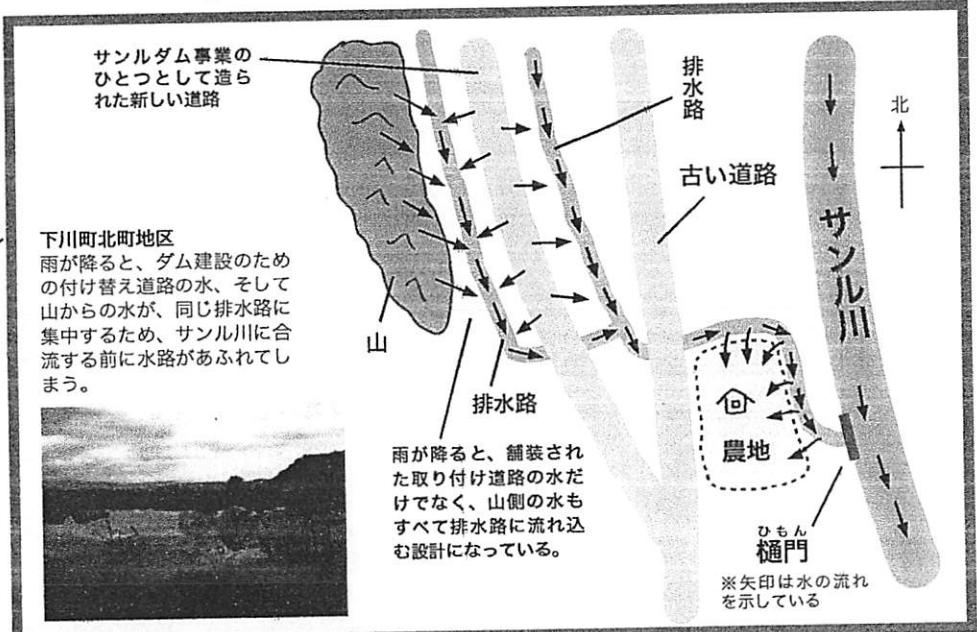 サンルダム事業の
ひとつとして造ら
れた新しい道路
排水路
北
古い道路
サンル川
下川町北町地区
雨が降ると、ダム建設のため
の付け替え道路の水、そして
山からの水が、同じ排水路に
集中するため、サンル川に合
流する前に水路があふれてし
まう。
山
排水路
雨が降ると、舗装され
た取り付け道路の水だ
けでなく、山側の水も
すべて排水路に流れ込
む設計になっている。
農地
ひもん
樋門
※矢印は水の流れ
を示している